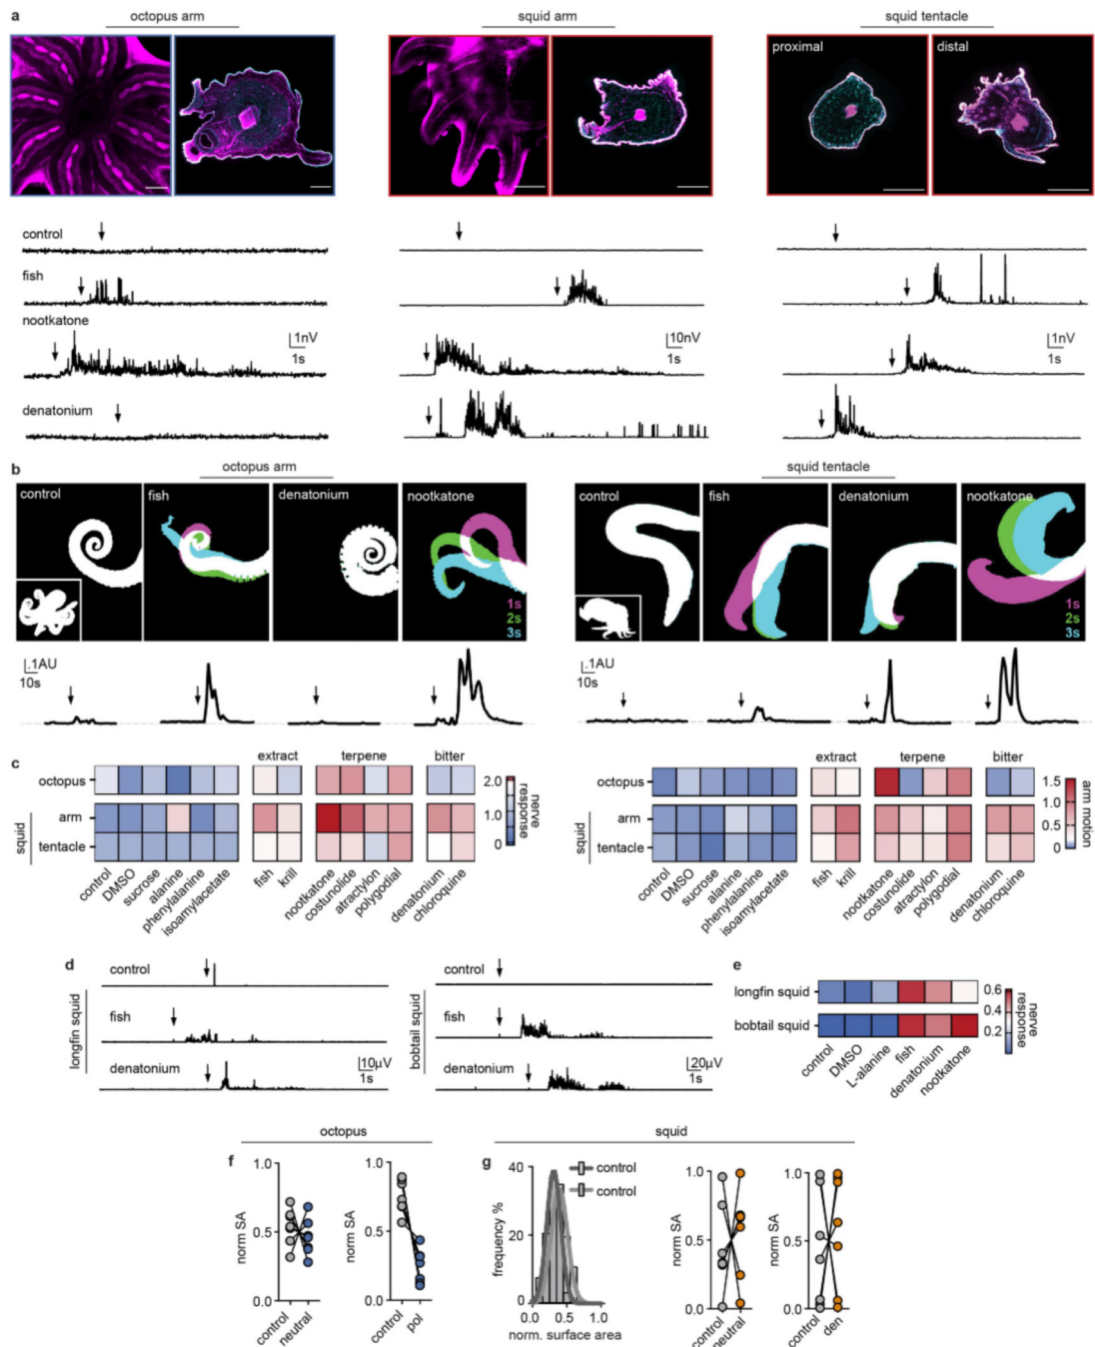 a
octopus arm
squid arm
squid tentacle
proximal
distal
control
fish
nootkatone
denatonium
1nV
1s
10nV
1s
1nV
1s
b
octopus arm
squid tentacle
control
fish
denatonium
nootkatone
1s
2s
3s
control
fish
denatonium
nootkatone
1s
2s
3s
.1AU
10s
.1AU
10s
c
extract
terpene
bitter
octopus
squid
arm
tentacle
2.0
1.0
0
nerve response
control
DMSO
sucrose
alanine
phenylalanine
isoamylacetate
fish
krill
nootkatone
costunolide
atractylon
polygodial
denatonium
chloroquine
extract
terpene
bitter
octopus
squid
arm
tentacle
1.5
0.5
0
arm motion
control
DMSO
sucrose
alanine
phenylalanine
isoamylacetate
fish
krill
nootkatone
costunolide
atractylon
polygodial
denatonium
chloroquine
d
longfin squid
control
fish
denatonium
10µV
1s
bobtail squid
control
fish
denatonium
20µV
1s
e
longfin squid
bobtail squid
0.6
0.4
0.2
nerve response
control
DMSO
L-alanine
fish
denatonium
nootkatone
octopus
squid
f
norm SA
1.0
0.5
0.0
control
neutral
norm SA
1.0
0.5
0.0
control
pol
g
frequency %
40
20
0
0.0
0.5
1.0
norm. surface area
control
control
norm SA
1.0
0.5
0.0
control
neutral
norm SA
1.0
0.5
0.0
control
den